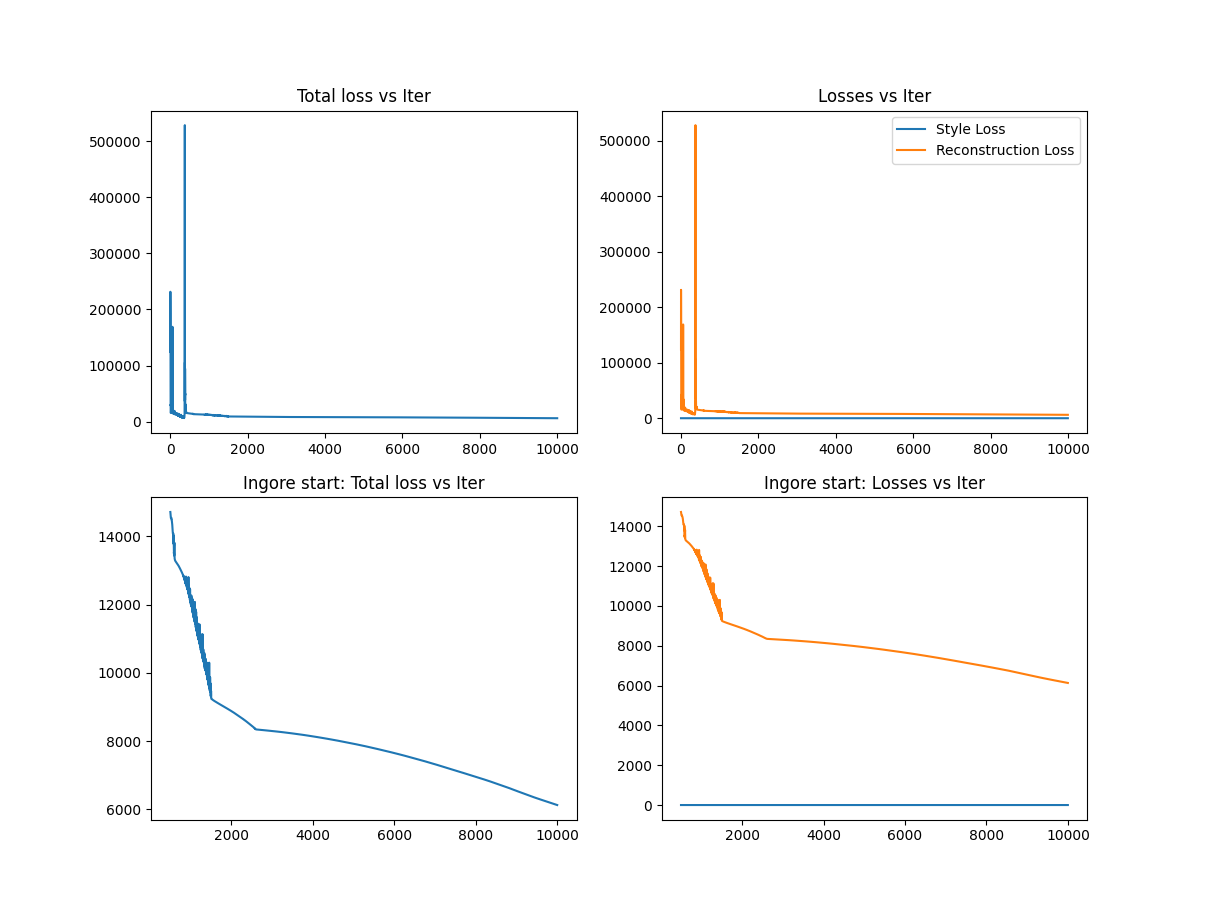 Total loss vs Iter
500000
400000
300000
200000
100000
0
0 2000 4000 6000 8000 10000
Losses vs Iter
Style Loss
Reconstruction Loss
500000
400000
300000
200000
100000
0
0 2000 4000 6000 8000 10000
Ingore start: Total loss vs Iter
14000
12000
10000
8000
6000
2000 4000 6000 8000 10000
Ingore start: Losses vs Iter
14000
12000
10000
8000
6000
4000
2000
0
2000 4000 6000 8000 10000